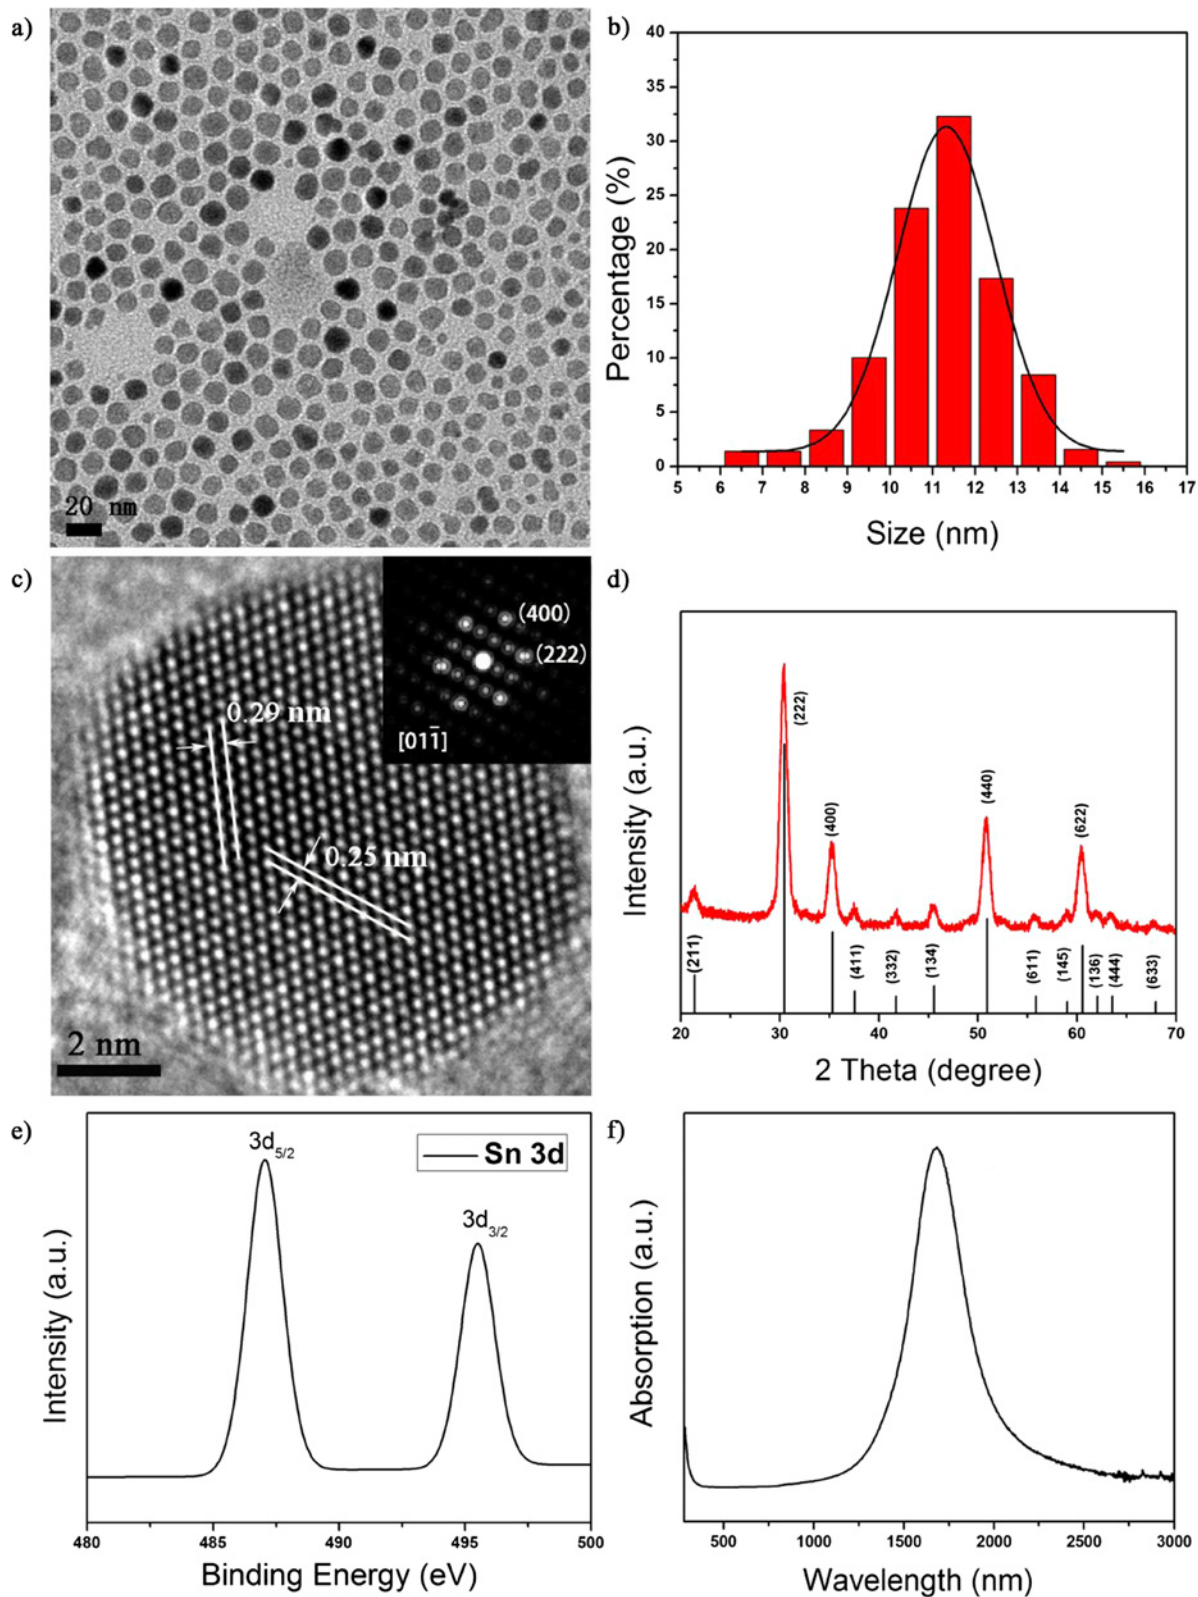 a)
20 nm
b)
40
35
30
25
20
15
10
5
0
Percentage (%)
5 6 7 8 9 10 11 12 13 14 15 16 17
Size (nm)
c)
0.29 nm
0.25 nm
2 nm
(400)
(222)
[011̄]
d)
Intensity (a.u.)
(211)
(222)
(400)
(411)
(332)
(134)
(440)
(611)
(145)
(622)
(136)
(444)
(633)
20 30 40 50 60 70
2 Theta (degree)
e)
Intensity (a.u.)
3d5/2
3d3/2
Sn 3d
480 485 490 495 500
Binding Energy (eV)
f)
Absorption (a.u.)
500 1000 1500 2000 2500 3000
Wavelength (nm)